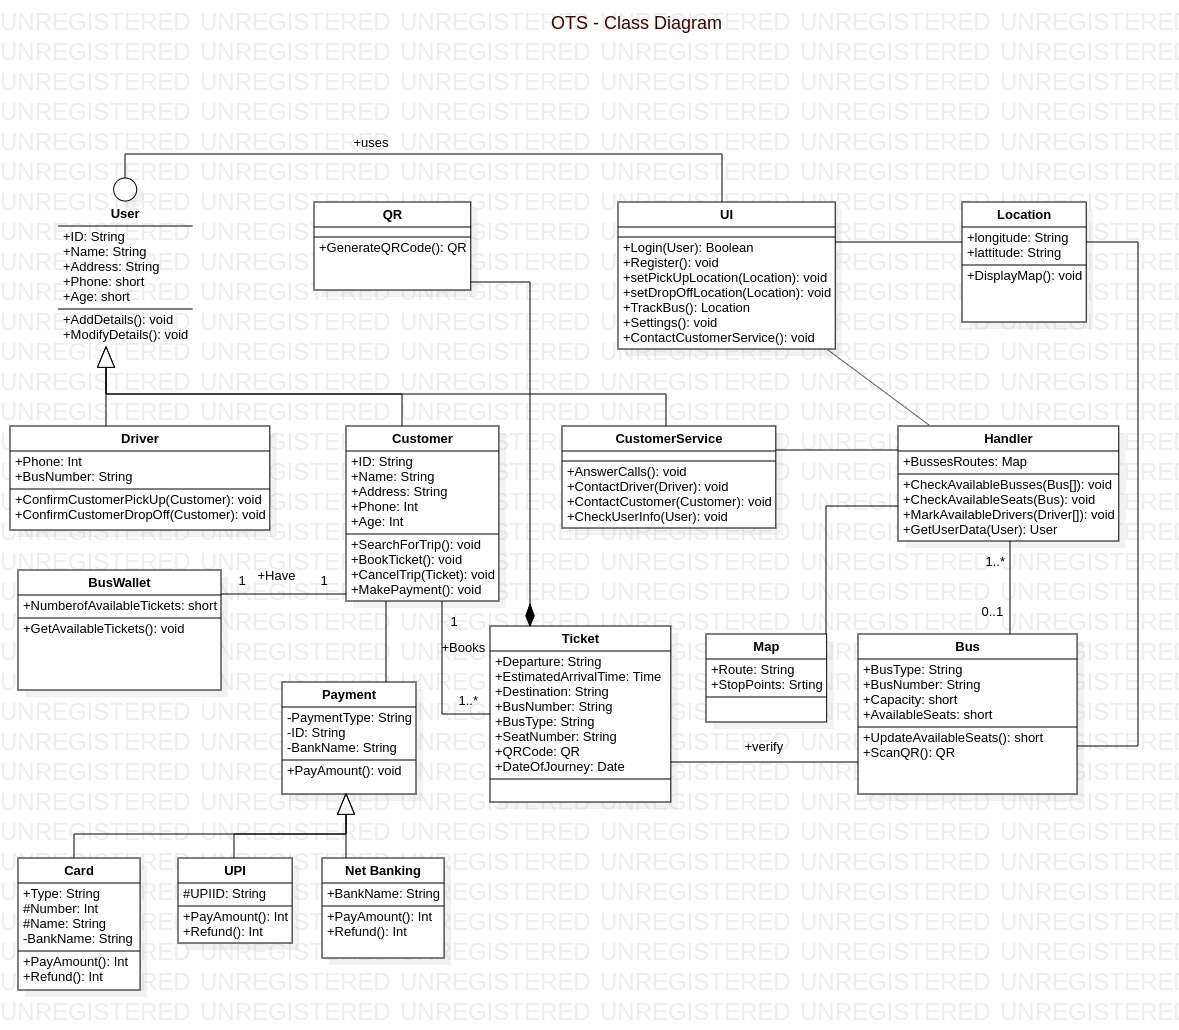 OTS - Class Diagram
+uses
User
+ID: String
+Name: String
+Address: String
+Phone: short
+Age: short
+AddDetails(): void
+ModifyDetails(): void
QR
+GenerateQRCode(): QR
UI
+Login(User): Boolean
+Register(): void
+setPickUpLocation(Location): void
+setDropOffLocation(Location): void
+TrackBus(): Location
+Settings(): void
+ContactCustomerService(): void
Location
+longitude: String
+lattitude: String
+DisplayMap(): void
Driver
+Phone: Int
+BusNumber: String
+ConfirmCustomerPickUp(Customer): void
+ConfirmCustomerDropOff(Customer): void
Customer
+ID: String
+Name: String
+Address: String
+Phone: Int
+Age: Int
+SearchForTrip(): void
+BookTicket(): void
+CancelTrip(Ticket): void
+MakePayment(): void
CustomerService
+AnswerCalls(): void
+ContactDriver(Driver): void
+ContactCustomer(Customer): void
+CheckUserInfo(User): void
Handler
+BussesRoutes: Map
+CheckAvailableBusses(Bus[]): void
+CheckAvailableSeats(Bus): void
+MarkAvailableDrivers(Driver[]): void
+GetUserData(User): User
1..*
0..1
BusWallet
+NumberofAvailableTickets: short
+GetAvailableTickets(): void
1 +Have 1
1
+Books
1..*
Payment
-PaymentType: String
-ID: String
-BankName: String
+PayAmount(): void
Ticket
+Departure: String
+EstimatedArrivalTime: Time
+Destination: String
+BusNumber: String
+BusType: String
+SeatNumber: String
+QRCode: QR
+DateOfJourney: Date
Map
+Route: String
+StopPoints: Srting
+verify
Bus
+BusType: String
+BusNumber: String
+Capacity: short
+AvailableSeats: short
+UpdateAvailableSeats(): short
+ScanQR(): QR
Card
+Type: String
#Number: Int
#Name: String
-BankName: String
+PayAmount(): Int
+Refund(): Int
UPI
#UPIID: String
+PayAmount(): Int
+Refund(): Int
Net Banking
+BankName: String
+PayAmount(): Int
+Refund(): Int
UNREGISTERED